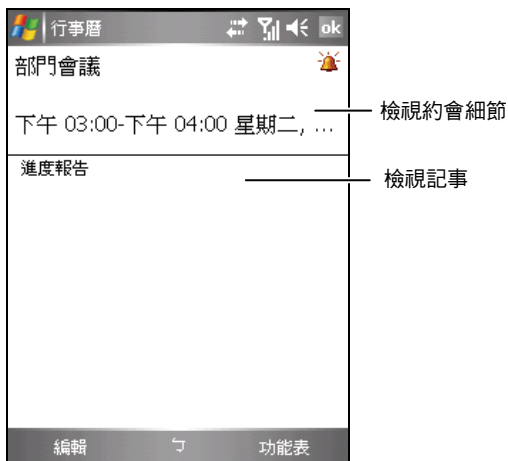 行事曆 ok
部門會議
下午 03:00-下午 04:00 星期二, ...
檢視約會細節
進度報告
檢視記事
編輯 ㄅ 功能表